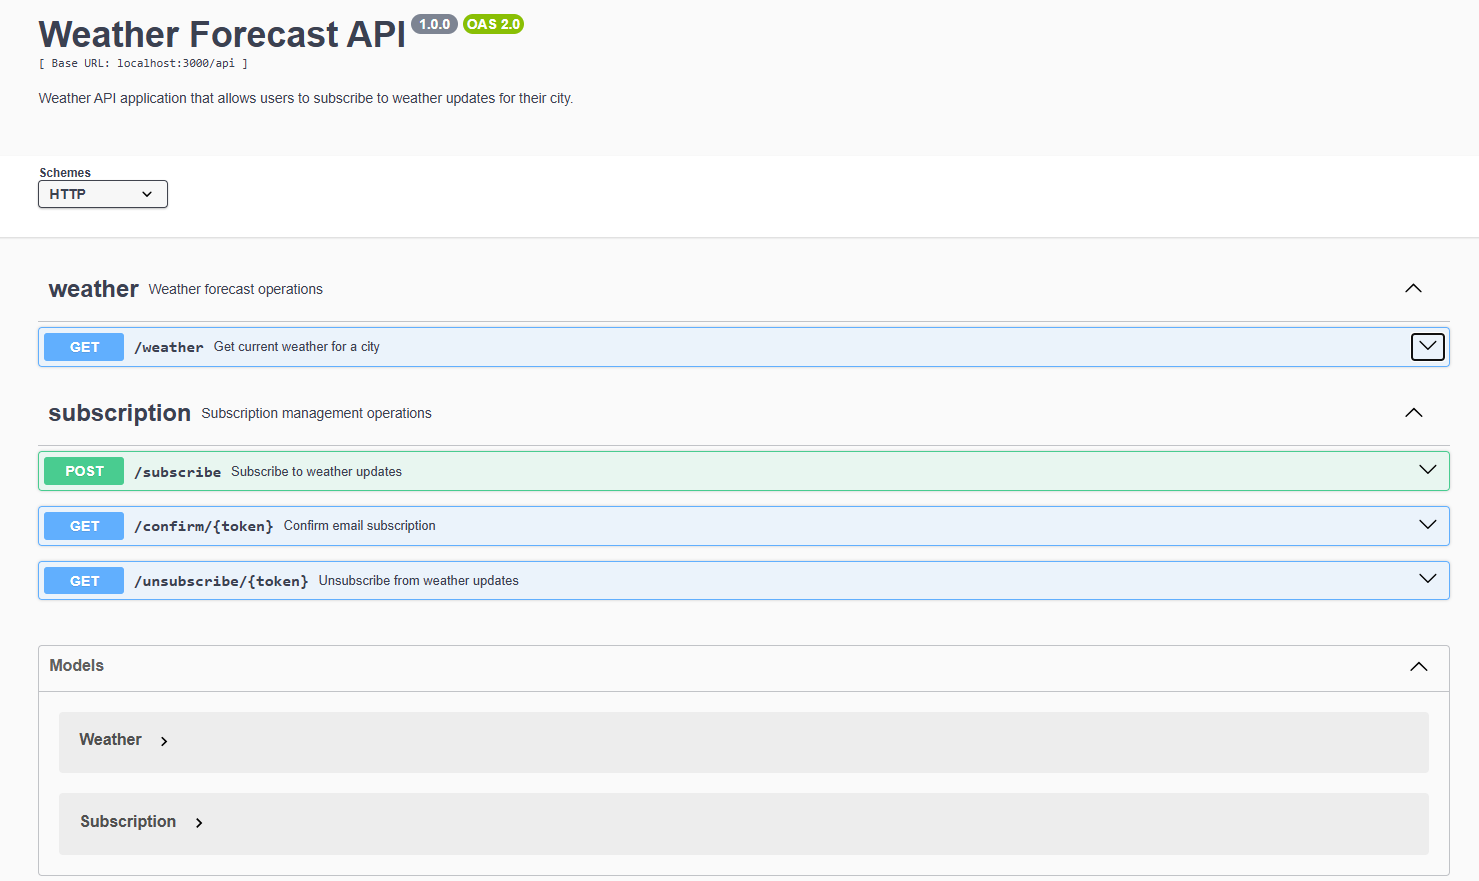 Weather Forecast API 1.0.0 OAS 2.0
[ Base URL: localhost:3000/api ]
Weather API application that allows users to subscribe to weather updates for their city.
Schemes
HTTP
weather Weather forecast operations
GET /weather Get current weather for a city
subscription Subscription management operations
POST /subscribe Subscribe to weather updates
GET /confirm/{token} Confirm email subscription
GET /unsubscribe/{token} Unsubscribe from weather updates
Models
Weather
Subscription